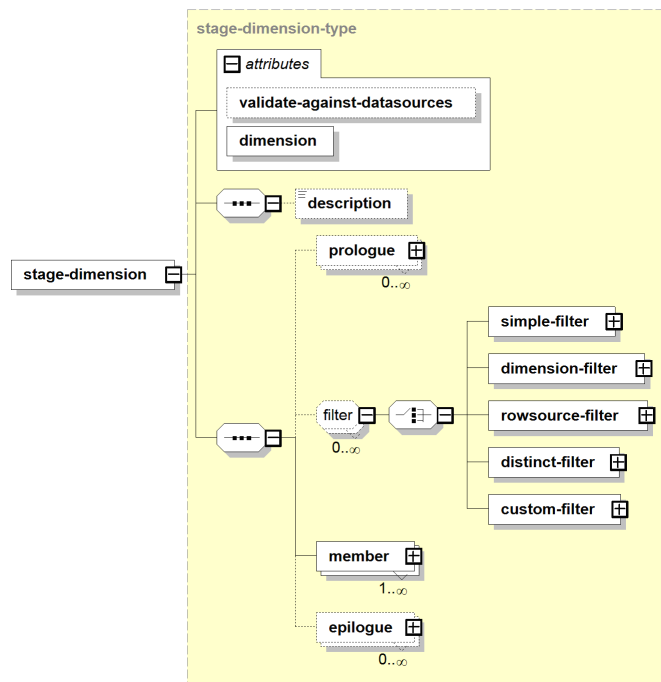 stage-dimension-type
attributes
validate-against-datasources
dimension
description
prologue
0..∞
stage-dimension
simple-filter
dimension-filter
filter
0..∞
rowsource-filter
distinct-filter
custom-filter
member
1..∞
epilogue
0..∞